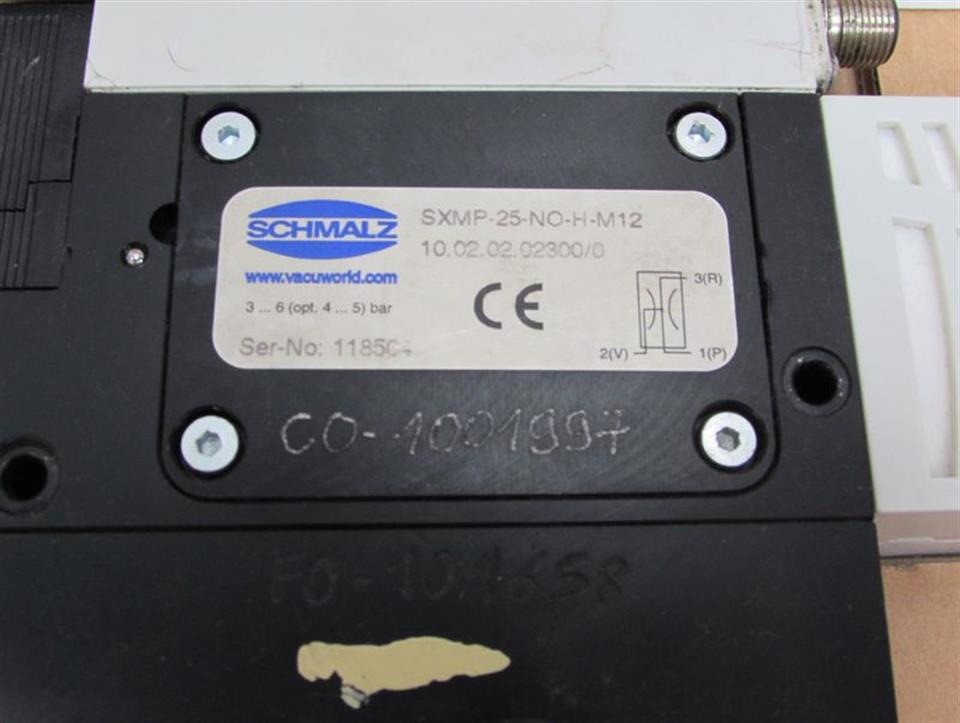 SCHMALZ
www.vacuworld.com
3 ... 6 (opt. 4 ... 5) bar
Ser-No:
SXMP-25-NO-H-M12
10.02.02.02300/0
CE
3(R)
2(V)
1(P)
CO-1001997